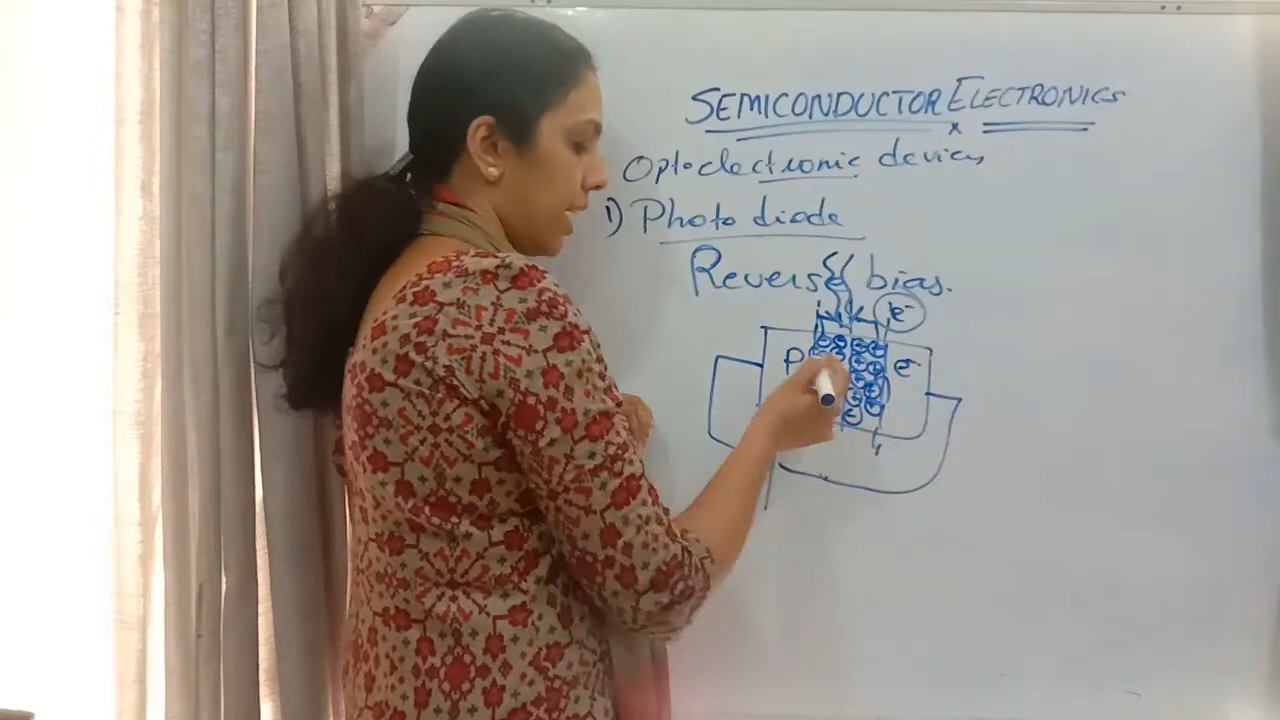 SEMICONDUCTOR ELECTRONICS
Optoelectronic devices
1) Photo diode
Reverse bias.
e⁻
P e⁻